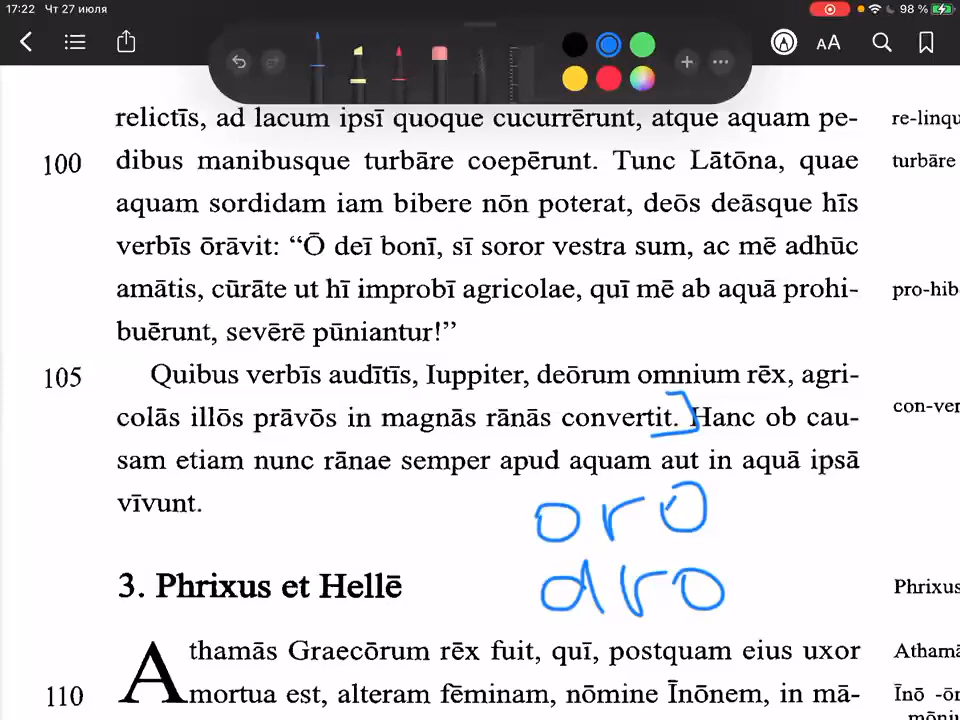 17:22 Чт 27 июля 98 %
AA
relictīs, ad lacum ipsī quoque cucurrērunt, atque aquam pe- re-linqu
100 dibus manibusque turbāre coepērunt. Tunc Lātōna, quae turbāre
aquam sordidam iam bibere nōn poterat, deōs deāsque hīs
verbīs ōrāvit: “Ō deī bonī, sī soror vestra sum, ac mē adhūc
amātis, cūrāte ut hī improbī agricolae, quī mē ab aquā prohi- pro-hib
buērunt, sevērē pūniantur!”
105 Quibus verbīs audītīs, Iuppiter, deōrum omnium rēx, agri-
colās illōs prāvōs in magnās rānās convertit. Hanc ob cau- con-ver
sam etiam nunc rānae semper apud aquam aut in aquā ipsā
vīvunt.
oro
aro
3. Phrixus et Hellē Phrixus
Athamās Graecōrum rēx fuit, quī, postquam eius uxor Atham
110 mortua est, alteram fēminam, nōmine Īnōnem, in mā- Īnō -ōn
mōni